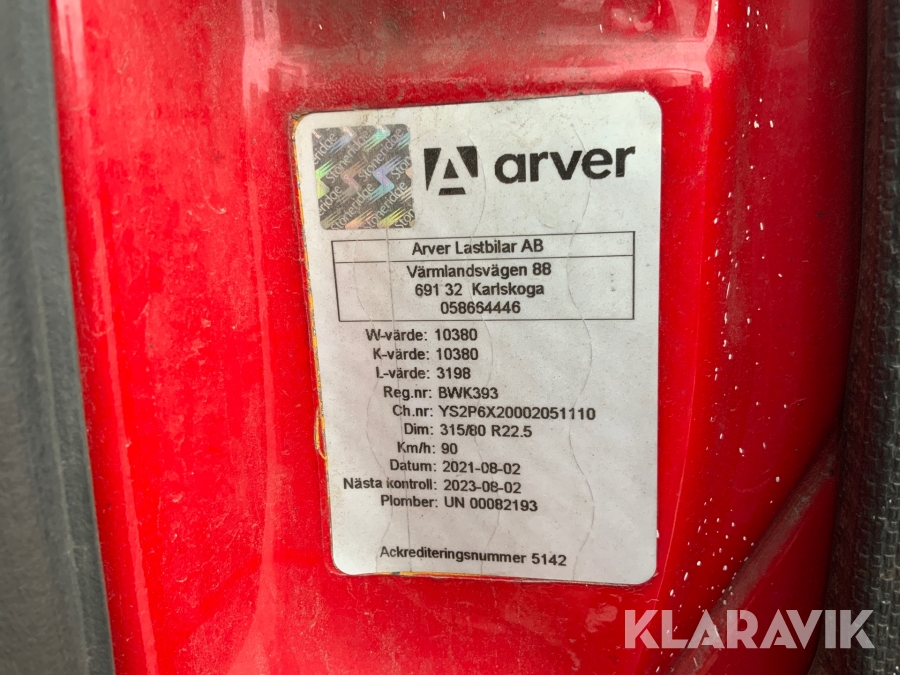 Stoneridge
arver
Arver Lastbilar AB
Värmlandsvägen 88
691 32 Karlskoga
058664446
W-värde: 10380
K-värde: 10380
L-värde: 3198
Reg.nr: BWK393
Ch.nr YS2P6X20002051110
Dim: 315/80 R22.5
Km/h: 90
Datum: 2021-08-02
Nästa kontroll: 2023-08-02
Plomber: UN 00082193
Ackrediteringsnummer 5142
KLARAVIK